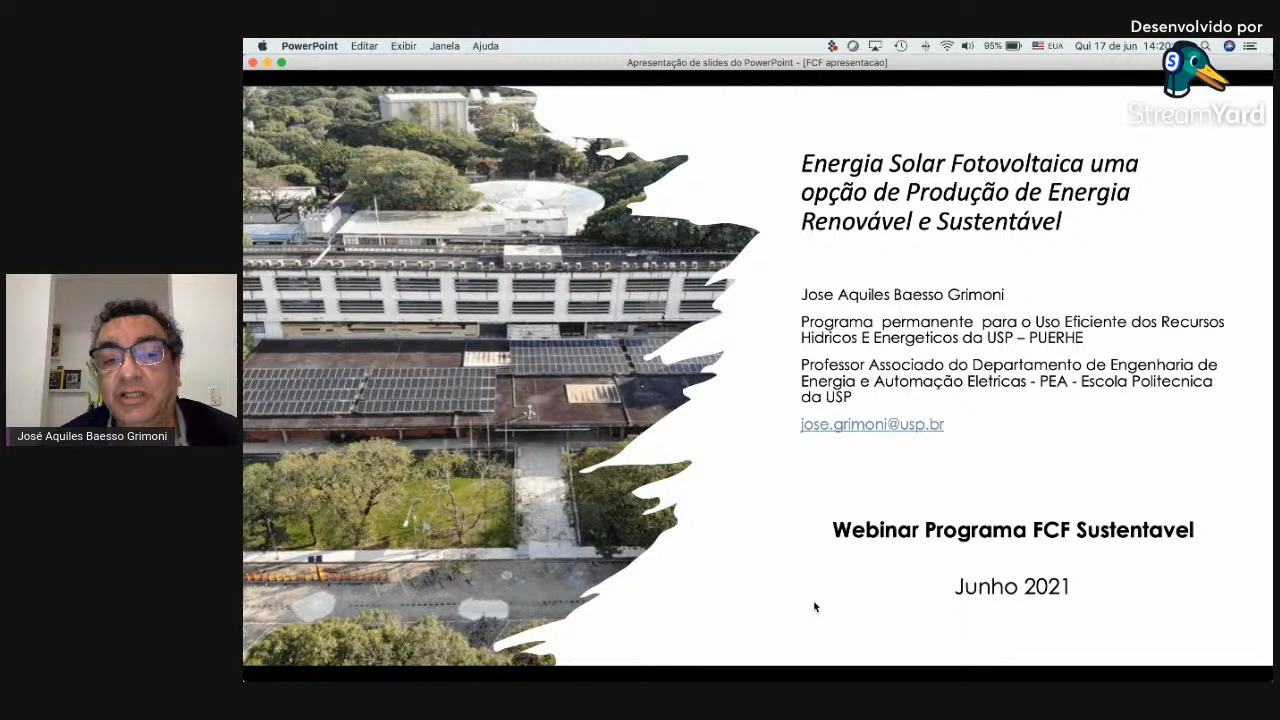 Desenvolvido por
StreamYard
S
PowerPoint Editar Exibir Janela Ajuda
95% EUA Qui 17 de jun 14:20
Apresentação de slides do PowerPoint - [FCF apresentacao]
Energia Solar Fotovoltaica uma
opção de Produção de Energia
Renovável e Sustentável
Jose Aquiles Baesso Grimoni
Programa permanente para o Uso Eficiente dos Recursos
Hidricos E Energeticos da USP – PUERHE
Professor Associado do Departamento de Engenharia de
Energia e Automação Eletricas - PEA - Escola Politecnica
da USP
jose.grimoni@usp.br
José Aquiles Baesso Grimoni
Webinar Programa FCF Sustentavel
Junho 2021